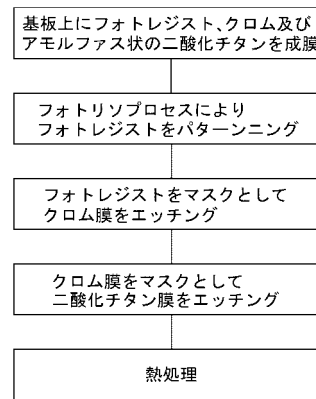 基板上にフォトレジスト、クロム及び
アモルファス状の二酸化チタンを成膜
フォトリソプロセスにより
フォトレジストをパターンニング
フォトレジストをマスクとして
クロム膜をエッチング
クロム膜をマスクとして
二酸化チタン膜をエッチング
熱処理